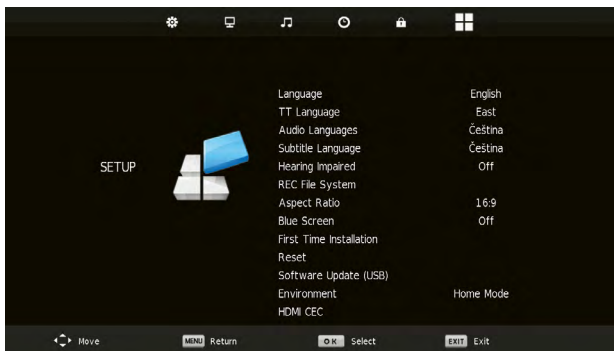 Language English
TT Language East
Audio Languages Čeština
Subtitle Language Čeština
SETUP
Hearing Impaired Off
REC File System
Aspect Ratio 16:9
Blue Screen Off
First Time Installation
Reset
Software Update (USB)
Environment Home Mode
HDMI CEC
Move MENU Return OK Select EXIT Exit